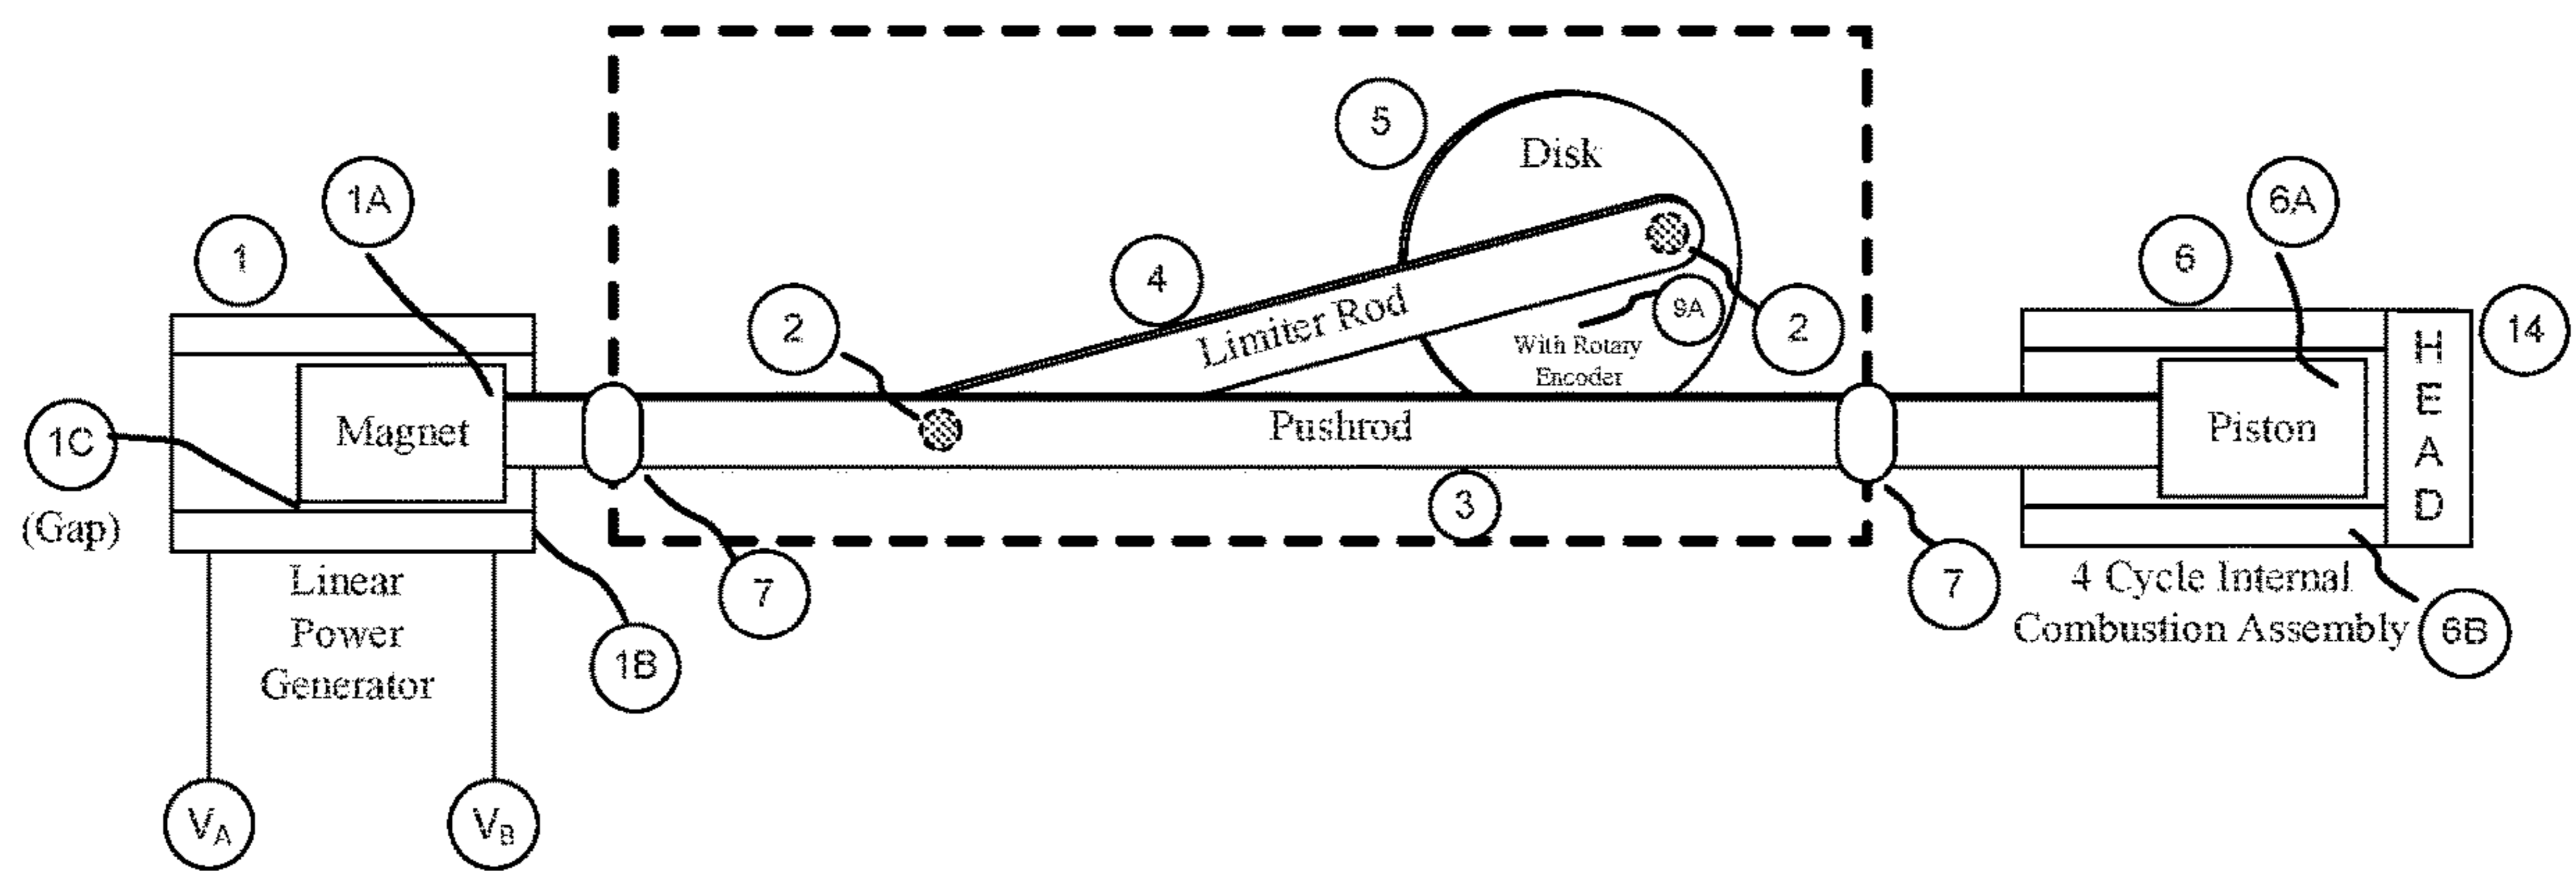 5
Disk
1A
6A
1
4
6
2
Limiter Rod
9A
2
14
With Rotary
Encoder
H
E
A
D
1C
(Gap)
Magnet
Pushrod
Piston
3
7
7
Linear
Power
Generator
1B
4 Cycle Internal
Combustion Assembly
6B
VA
VB